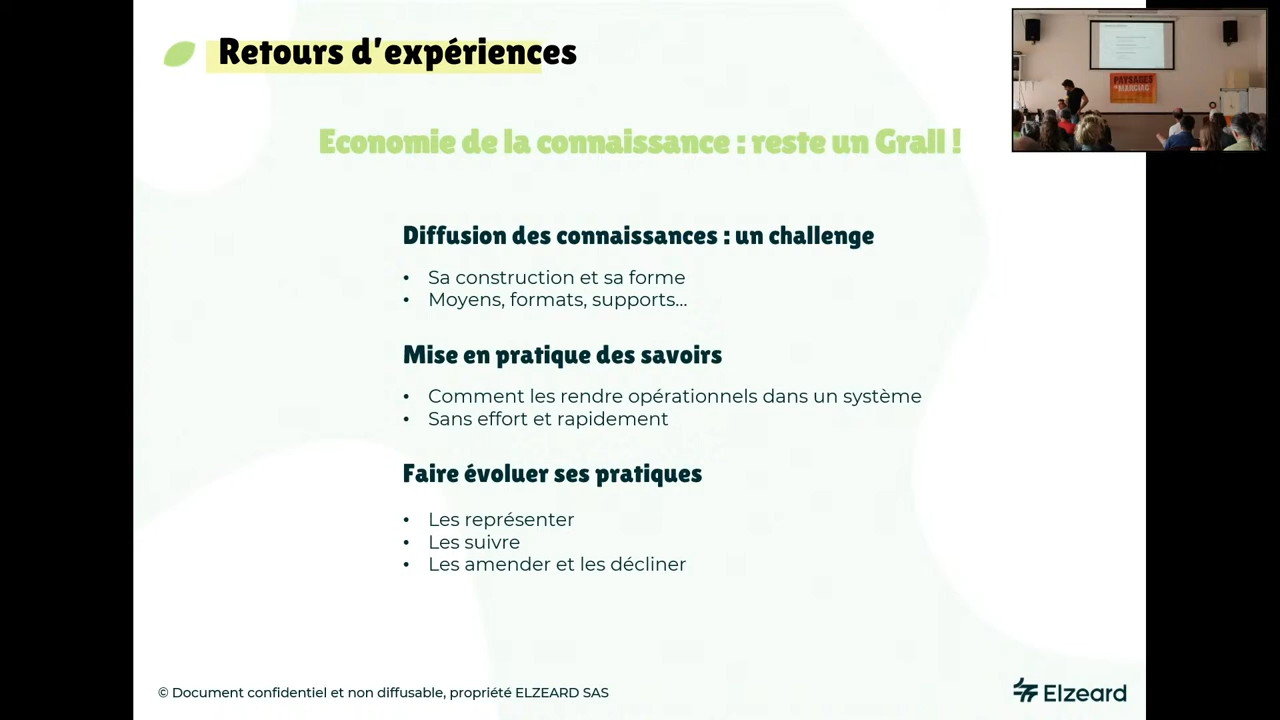 Retours d'expériences
Economie de la connaissance : reste un Grall !
Diffusion des connaissances : un challenge
• Sa construction et sa forme
• Moyens, formats, supports...
Mise en pratique des savoirs
• Comment les rendre opérationnels dans un système
• Sans effort et rapidement
Faire évoluer ses pratiques
• Les représenter
• Les suivre
• Les amender et les décliner
© Document confidentiel et non diffusable, propriété ELZEARD SAS
Elzeard
PAYSAGES
MARCIAC